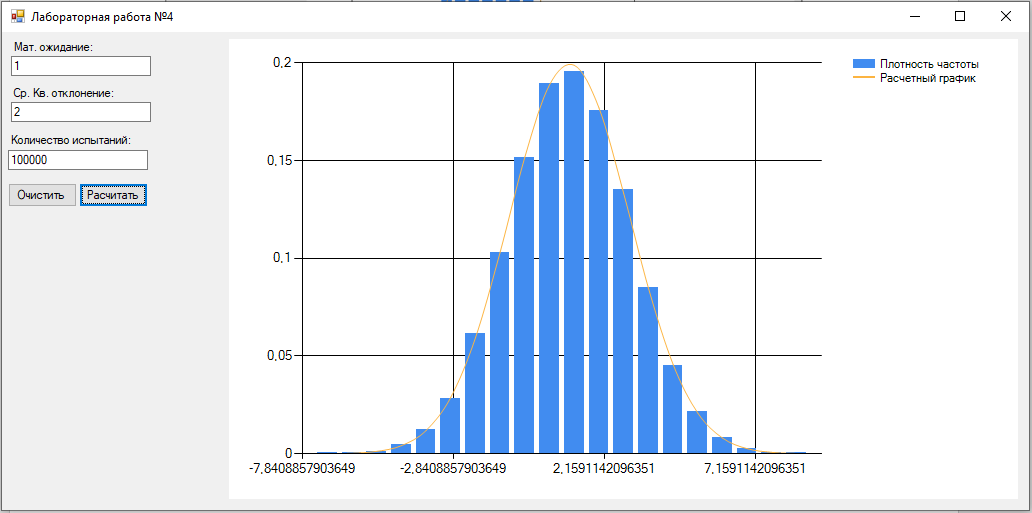 Лабораторная работа №4
Мат. ожидание:
1
Ср. Кв. отклонение:
2
Количество испытаний:
100000
Очистить
Расчитать
0,2
0,15
0,1
0,05
0
-7,8408857903649
-2,8408857903649
2,1591142096351
7,1591142096351
Плотность частоты
Расчетный график